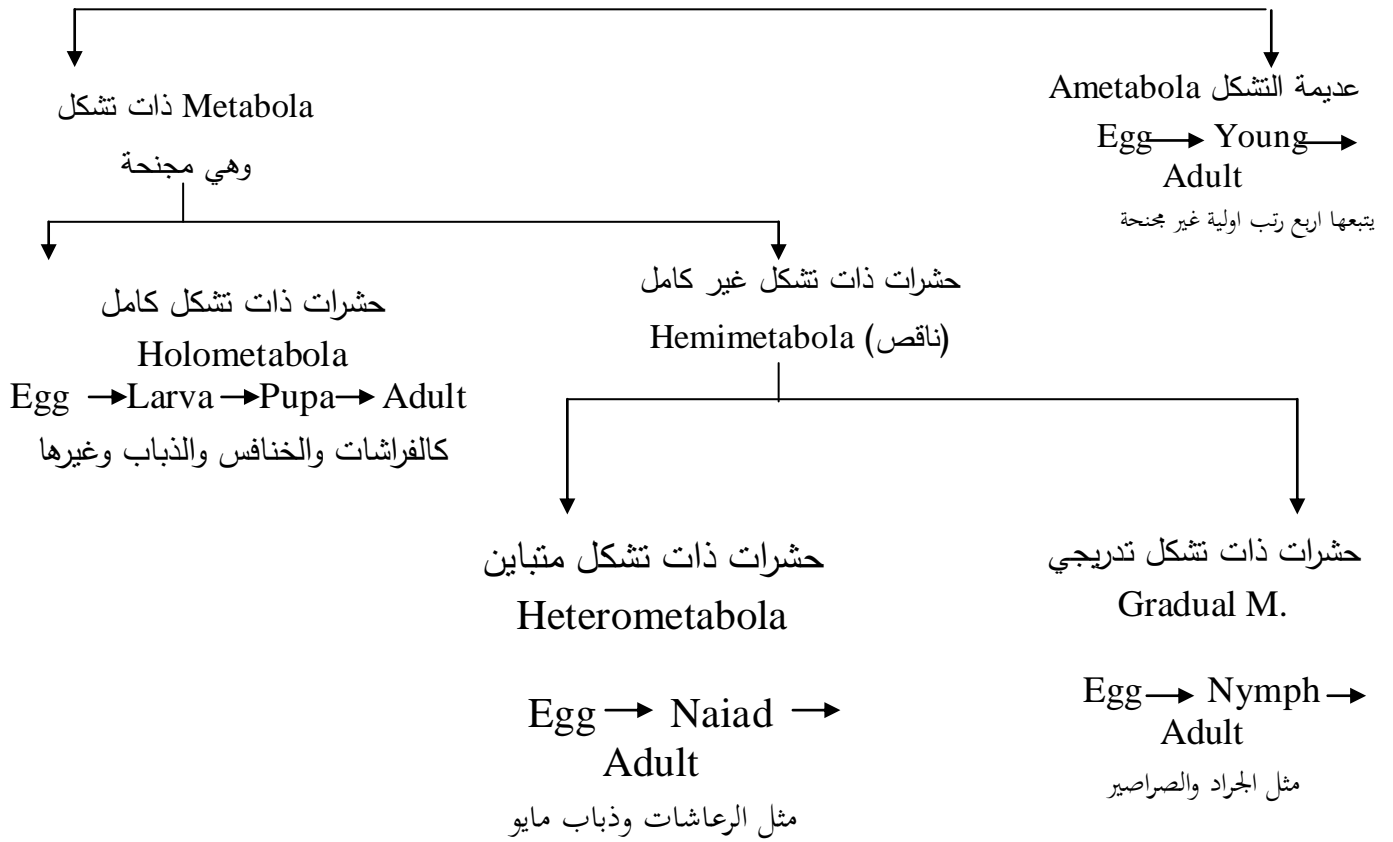 عديمة التشكل Ametabola
Egg → Young →
Adult
يتبعها اربع رتب اولية غير مجنحة
Metabola ذات تشكل
وهي مجنحة
حشرات ذات تشكل غير كامل
(ناقص) Hemimetabola
حشرات ذات تشكل كامل
Holometabola
Egg → Larva → Pupa → Adult
كالفراشات والخنافس والذباب وغيرها
حشرات ذات تشكل تدريجي
Gradual M.
Egg → Nymph →
Adult
مثل الجراد والصراصير
حشرات ذات تشكل متباين
Heterometabola
Egg → Naiad →
Adult
مثل الرعاشات وذباب مايو